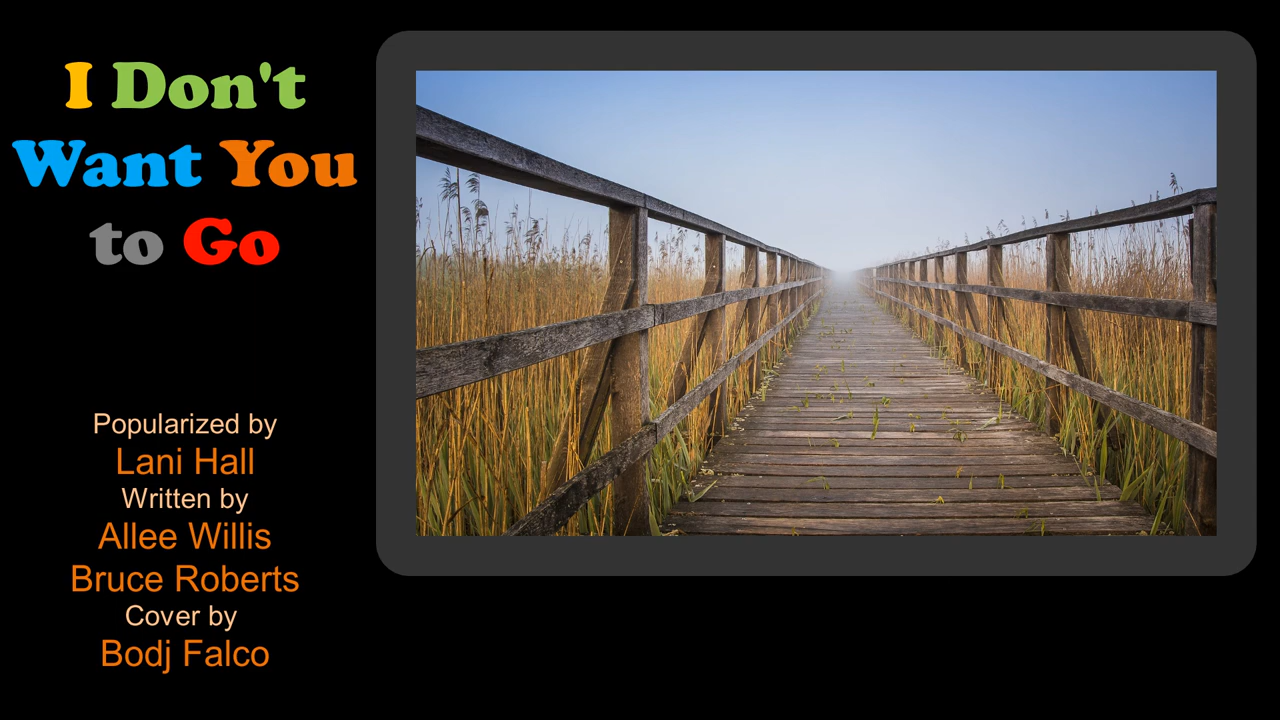 I Don't
Want You
to Go
Popularized by
Lani Hall
Written by
Allee Willis
Bruce Roberts
Cover by
Bodj Falco